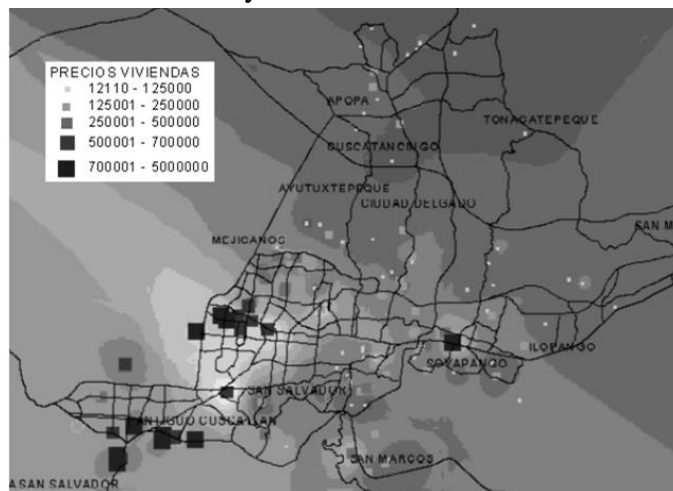 PRECIOS VIVIENDAS
12110 - 125000
125001 - 250000
250001 - 500000
500001 - 700000
700001 - 5000000
APOPA
TONACATEPEQUE
CUSCATANCINGO
AYUTUXTEPEQUE
CIUDAD DELGADO
MEJICANOS
SAN M
ILOPANGO
SOYAPANGO
SAN SALVADOR
ANTIGUO CUSCATLAN
SAN MARCOS
ASAN SALVADOR